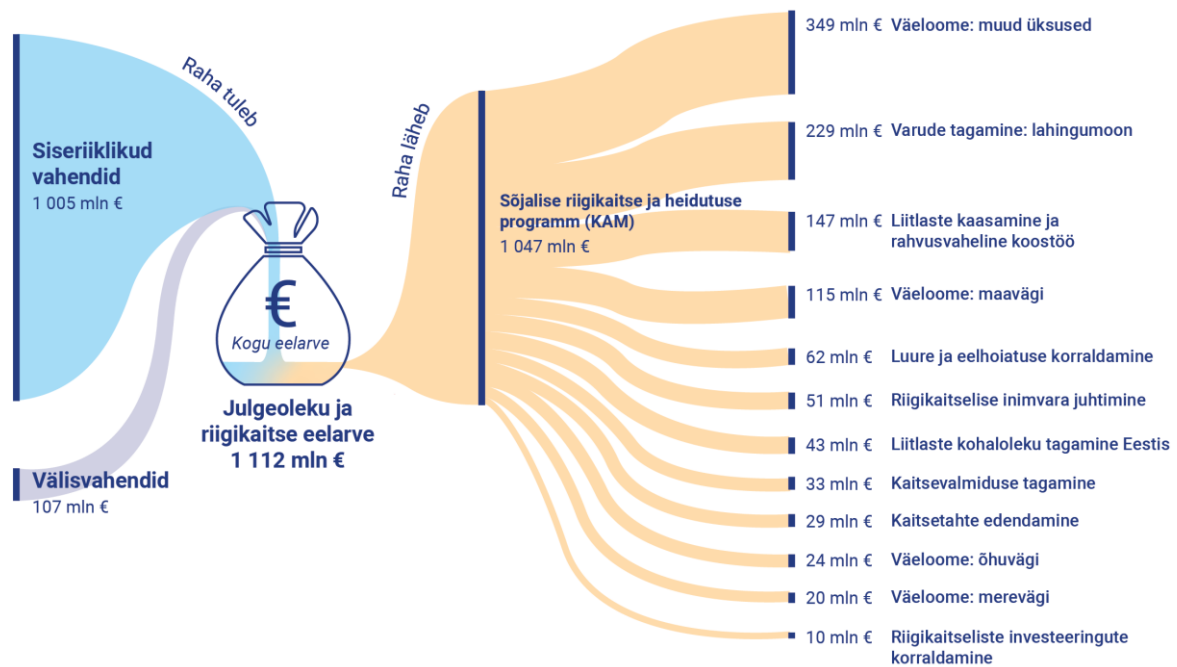 Raha tuleb
Siseriiklikud
vahendid
1 005 mln €
Välisvahendid
107 mln €
€
Kogu eelarve
Julgeoleku ja
riigikaitse eelarve
1 112 mln €
Raha läheb
Sõjalise riigikaitse ja heidutuse
programm (KAM)
1 047 mln €
349 mln € Väeloome: muud üksused
229 mln € Varude tagamine: lahingumoon
147 mln € Liitlaste kaasamine ja
rahvusvaheline koostöö
115 mln € Väeloome: maavägi
62 mln € Luure ja eelhoiatuse korraldamine
51 mln € Riigikaitselise inimvara juhtimine
43 mln € Liitlaste kohaloleku tagamine Eestis
33 mln € Kaitsevalmiduse tagamine
29 mln € Kaitsetahte edendamine
24 mln € Väeloome: õhuvägi
20 mln € Väeloome: merevägi
10 mln € Riigikaitseliste investeeringute
korraldamine